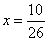 x = 10/26